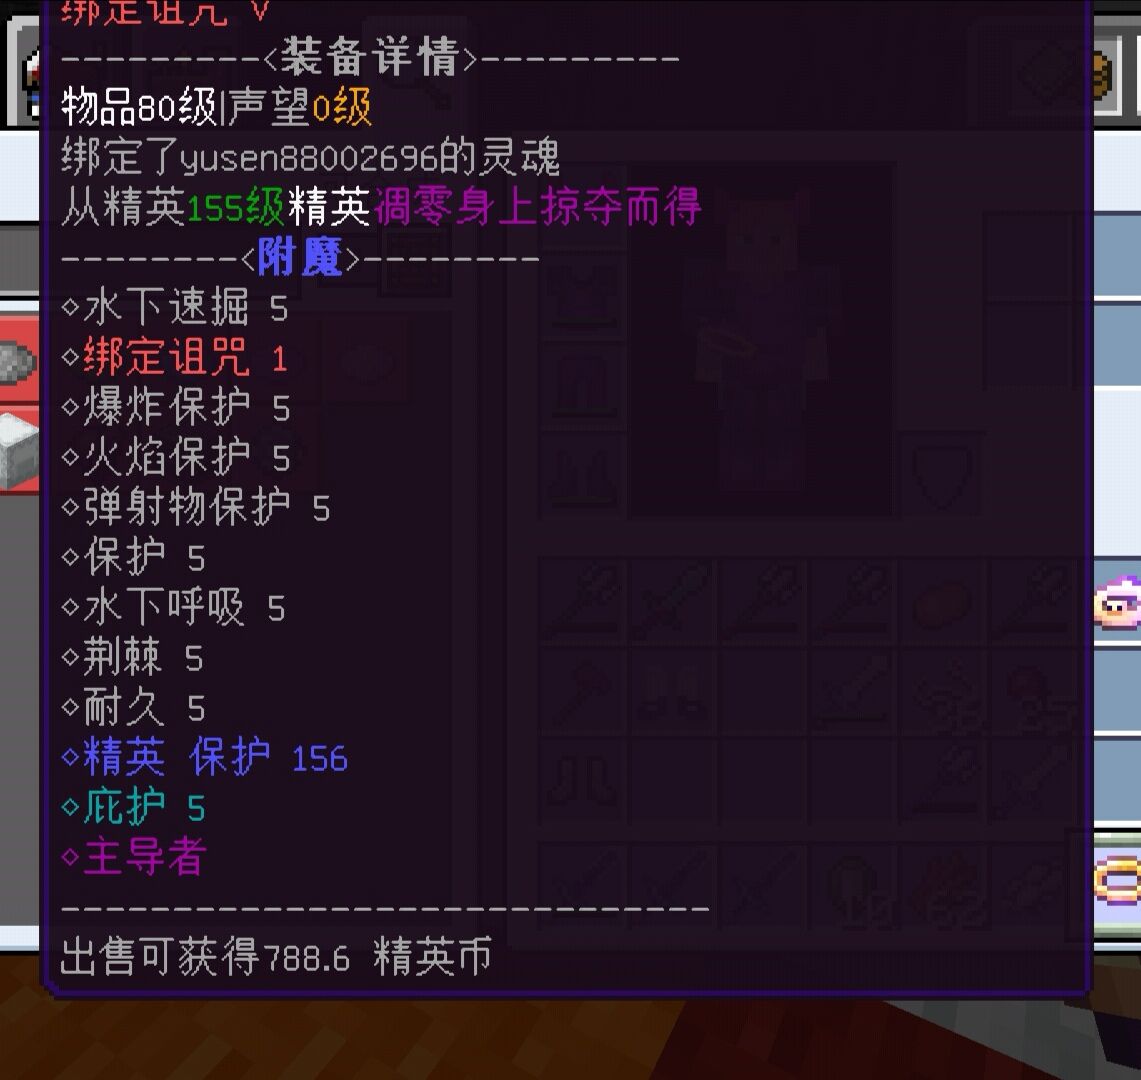 绑定诅咒 V
---------<装备详情>---------
物品80级|声望0级
绑定了yusen88002696的灵魂
从精英155级精英凋零身上掠夺而得
--------<附魔>--------
◇水下速掘 5
◇绑定诅咒 1
◇爆炸保护 5
◇火焰保护 5
◇弹射物保护 5
◇保护 5
◇水下呼吸 5
◇荆棘 5
◇耐久 5
◇精英 保护 156
◇庇护 5
◇主导者
-----------------------------
出售可获得788.6 精英币